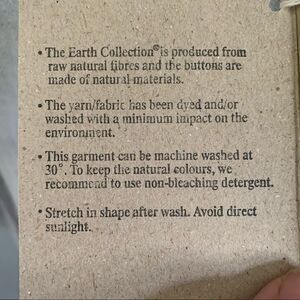 • The Earth Collection® is produced from
raw natural fibres and the buttons are
made of natural materials.
• The yarn/fabric has been dyed and/or
washed with a minimum impact on the
environment.
• This garment can be machine washed at
30°. To keep the natural colours, we
recommend to use non-bleaching detergent.
• Stretch in shape after wash. Avoid direct
sunlight.